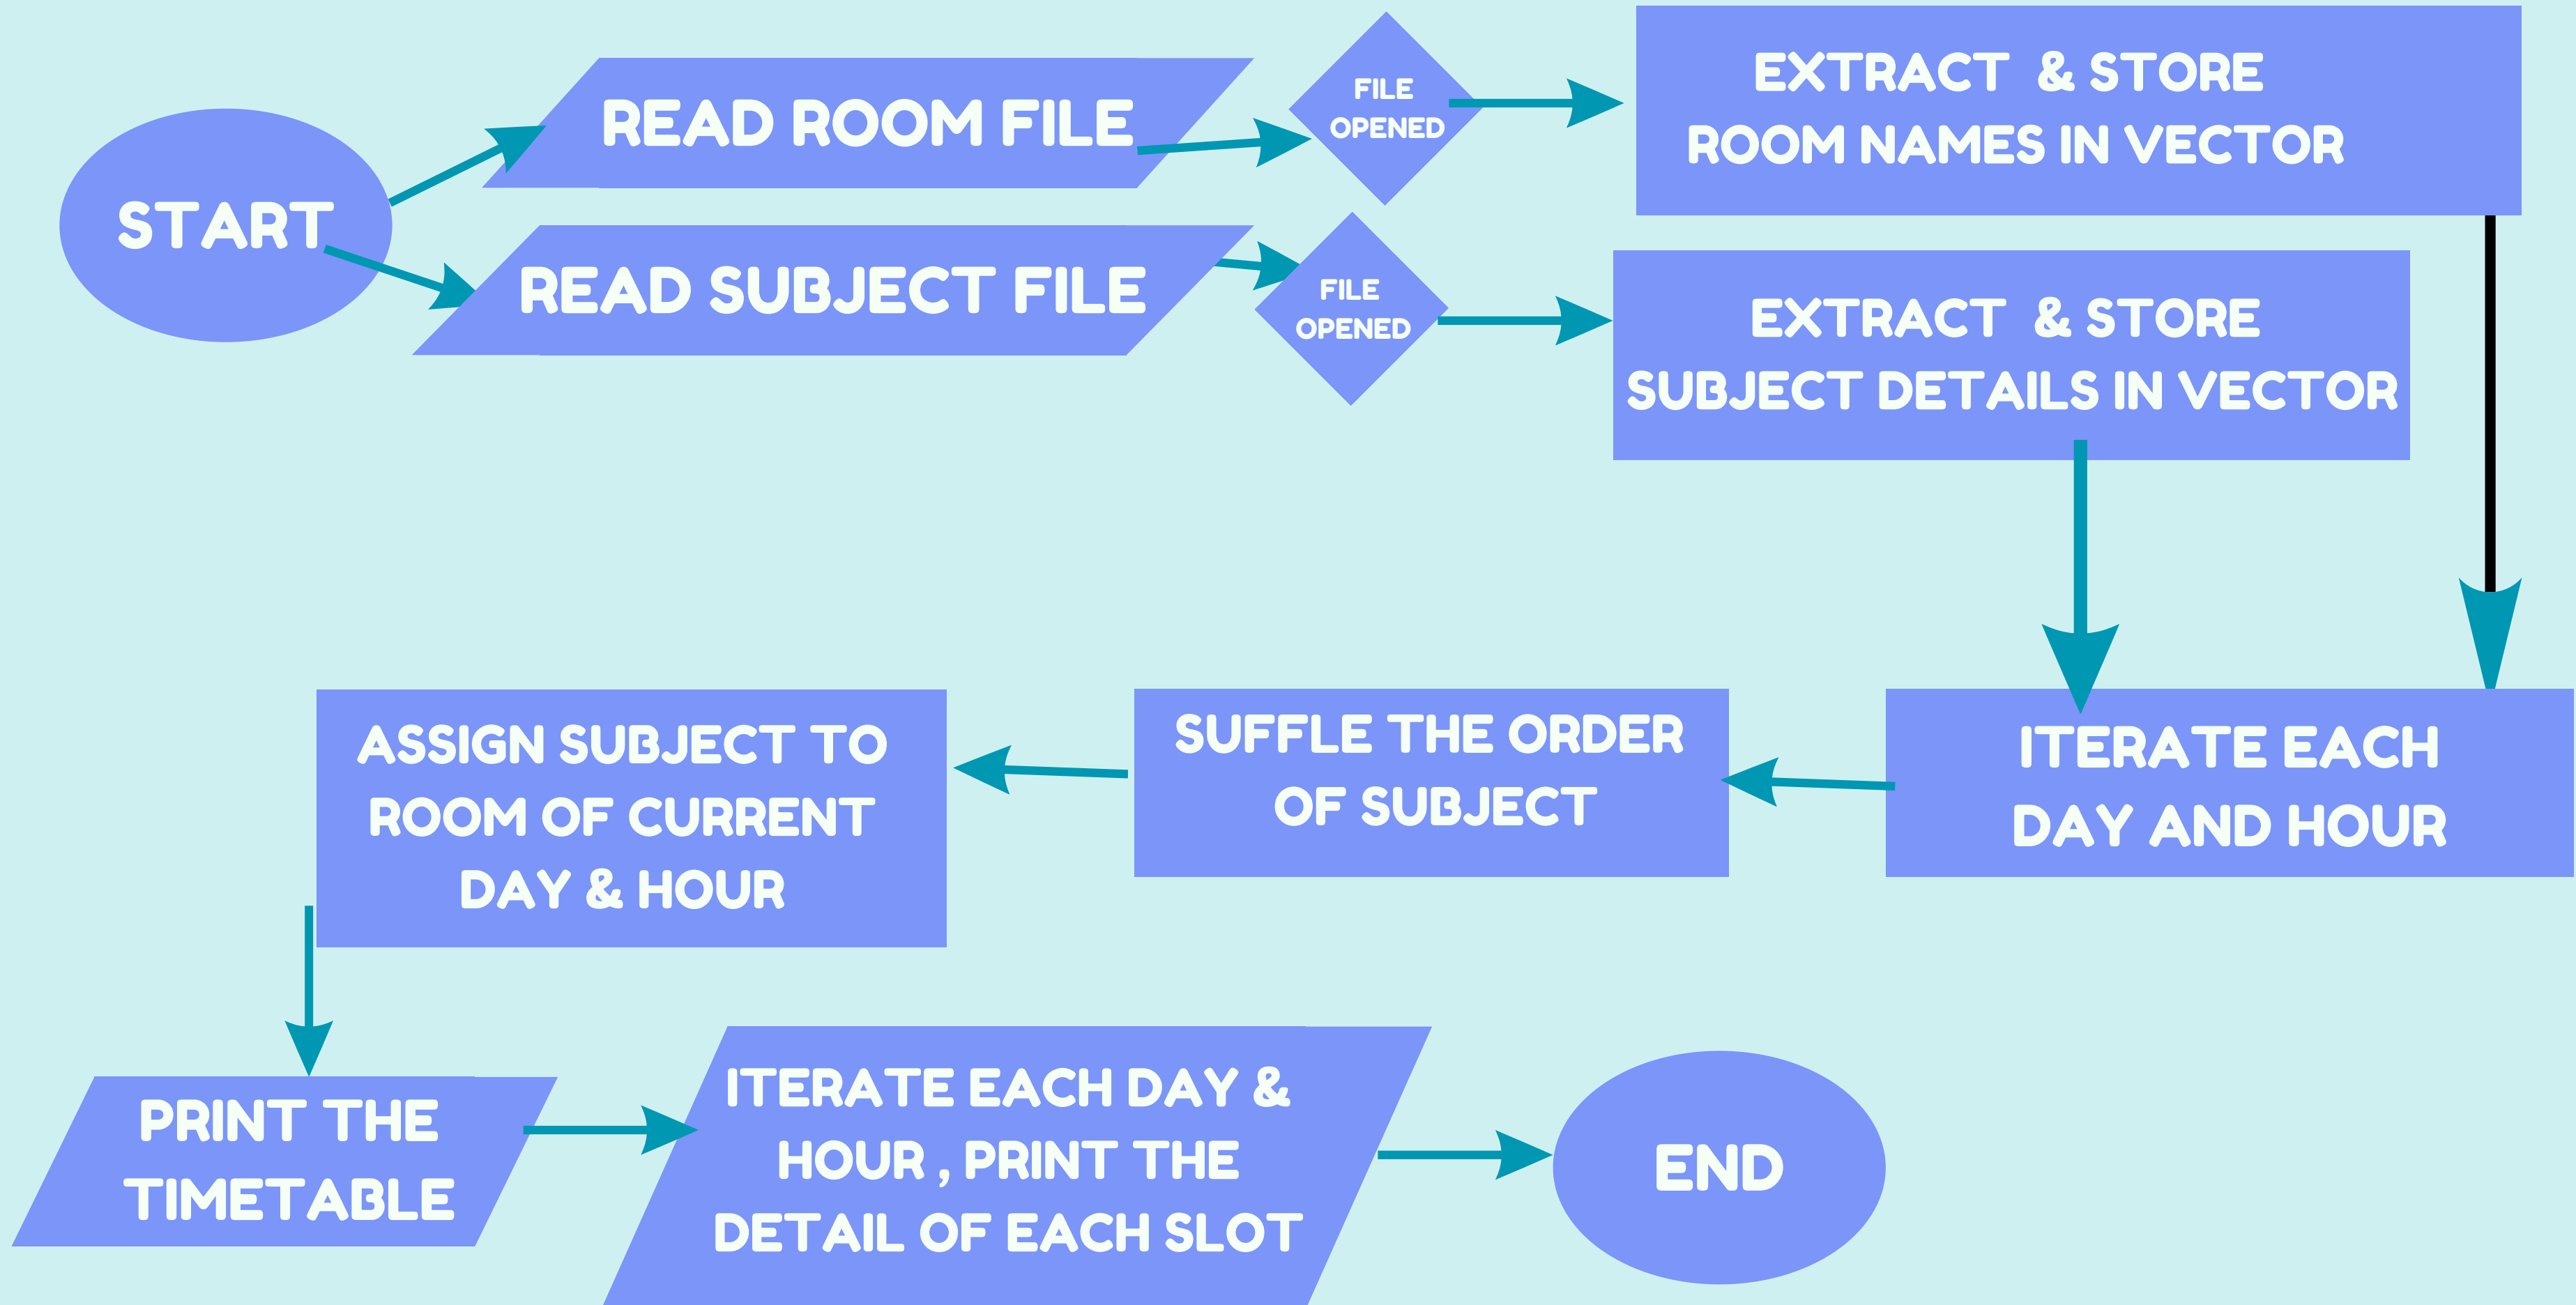 START
READ ROOM FILE
FILE
OPENED
EXTRACT & STORE
ROOM NAMES IN VECTOR
READ SUBJECT FILE
FILE
OPENED
EXTRACT & STORE
SUBJECT DETAILS IN VECTOR
ITERATE EACH
DAY AND HOUR
SUFFLE THE ORDER
OF SUBJECT
ASSIGN SUBJECT TO
ROOM OF CURRENT
DAY & HOUR
PRINT THE
TIMETABLE
ITERATE EACH DAY &
HOUR , PRINT THE
DETAIL OF EACH SLOT
END